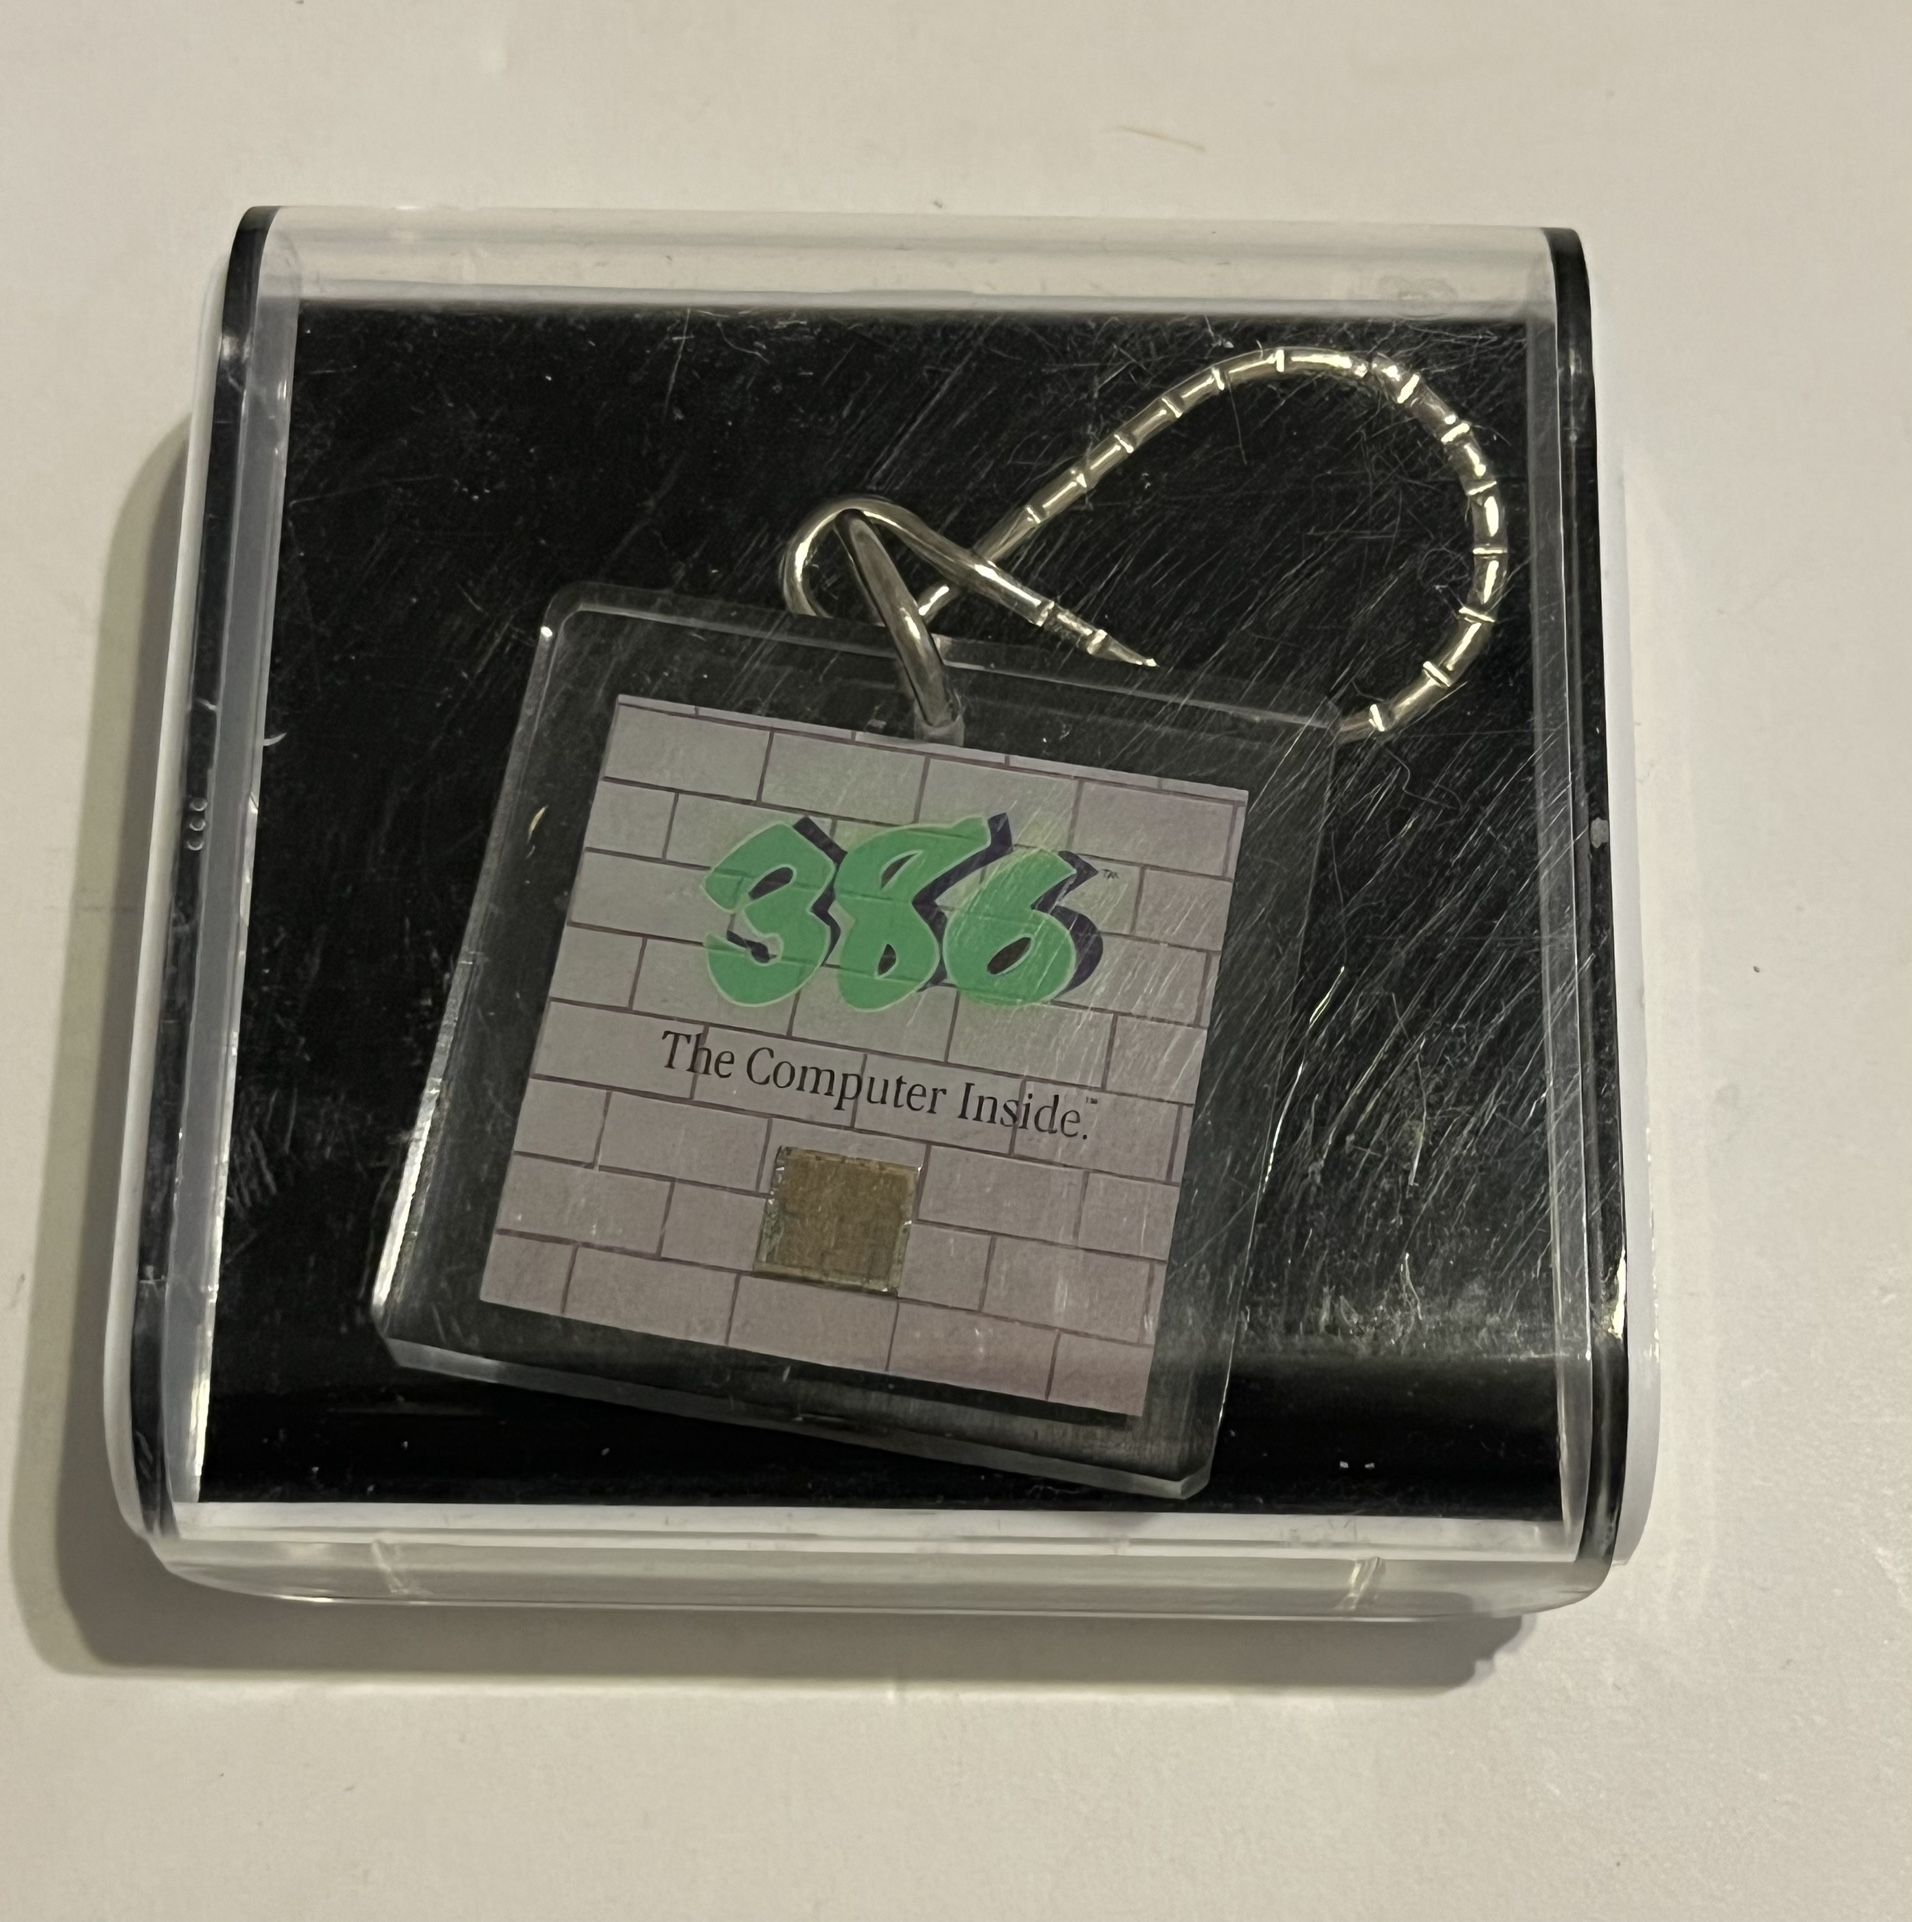 386™
The Computer Inside.™